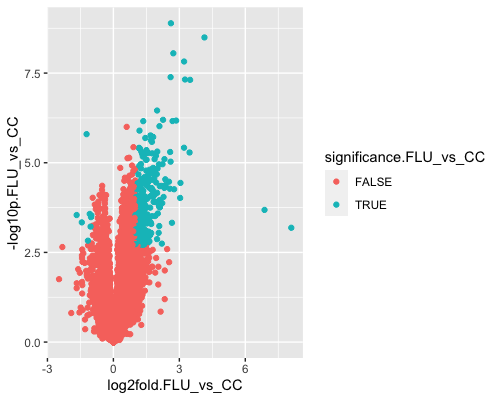 -log10p.FLU_vs_CC
7.5
5.0
2.5
0.0
-3
0
3
6
log2fold.FLU_vs_CC
significance.FLU_vs_CC
FALSE
TRUE